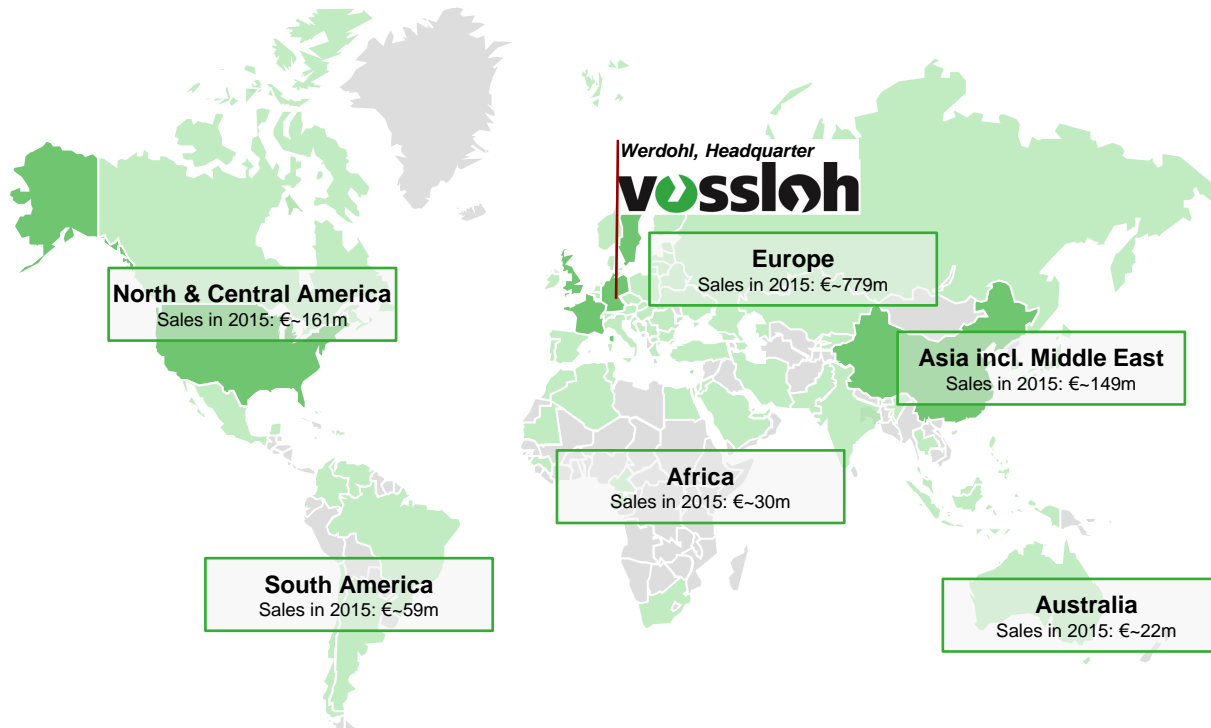 Werdohl, Headquarter
vossloh
Europe
Sales in 2015: €~779m
North & Central America
Sales in 2015: €~161m
Asia incl. Middle East
Sales in 2015: €~149m
Africa
Sales in 2015: €~30m
South America
Sales in 2015: €~59m
Australia
Sales in 2015: €~22m